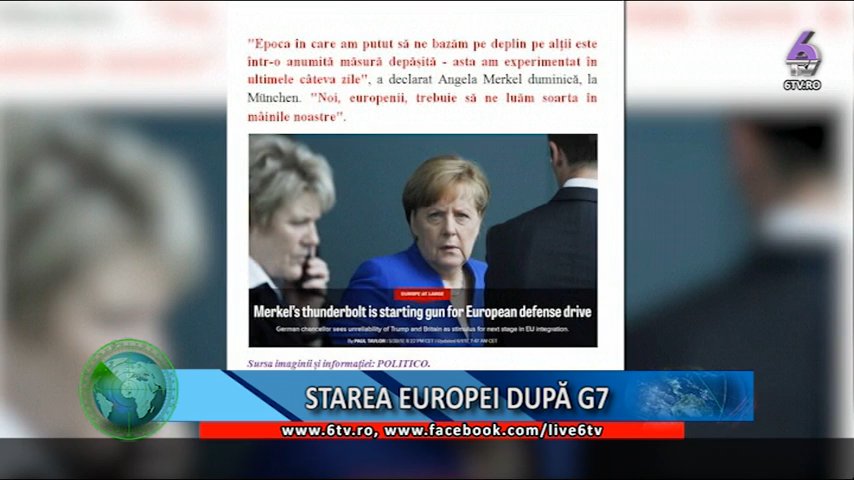 "Epoca în care am putut să ne bazăm pe deplin pe alții este
într-o anumită măsură depășită - asta am experimentat în
ultimele câteva zile", a declarat Angela Merkel duminică, la
München. "Noi, europenii, trebuie să ne luăm soarta în
mâinile noastre".
6
TV
6TV.RO
EUROPE AT LARGE
Merkel's thunderbolt is starting gun for European defense drive
German chancellor sees unreliability of Trump and Britain as stimulus for next stage in EU integration.
By PAUL TAYLOR
Sursa imaginii și informației: POLITICO.
STAREA EUROPEI DUPĂ G7
www.6tv.ro, www.facebook.com/live6tv